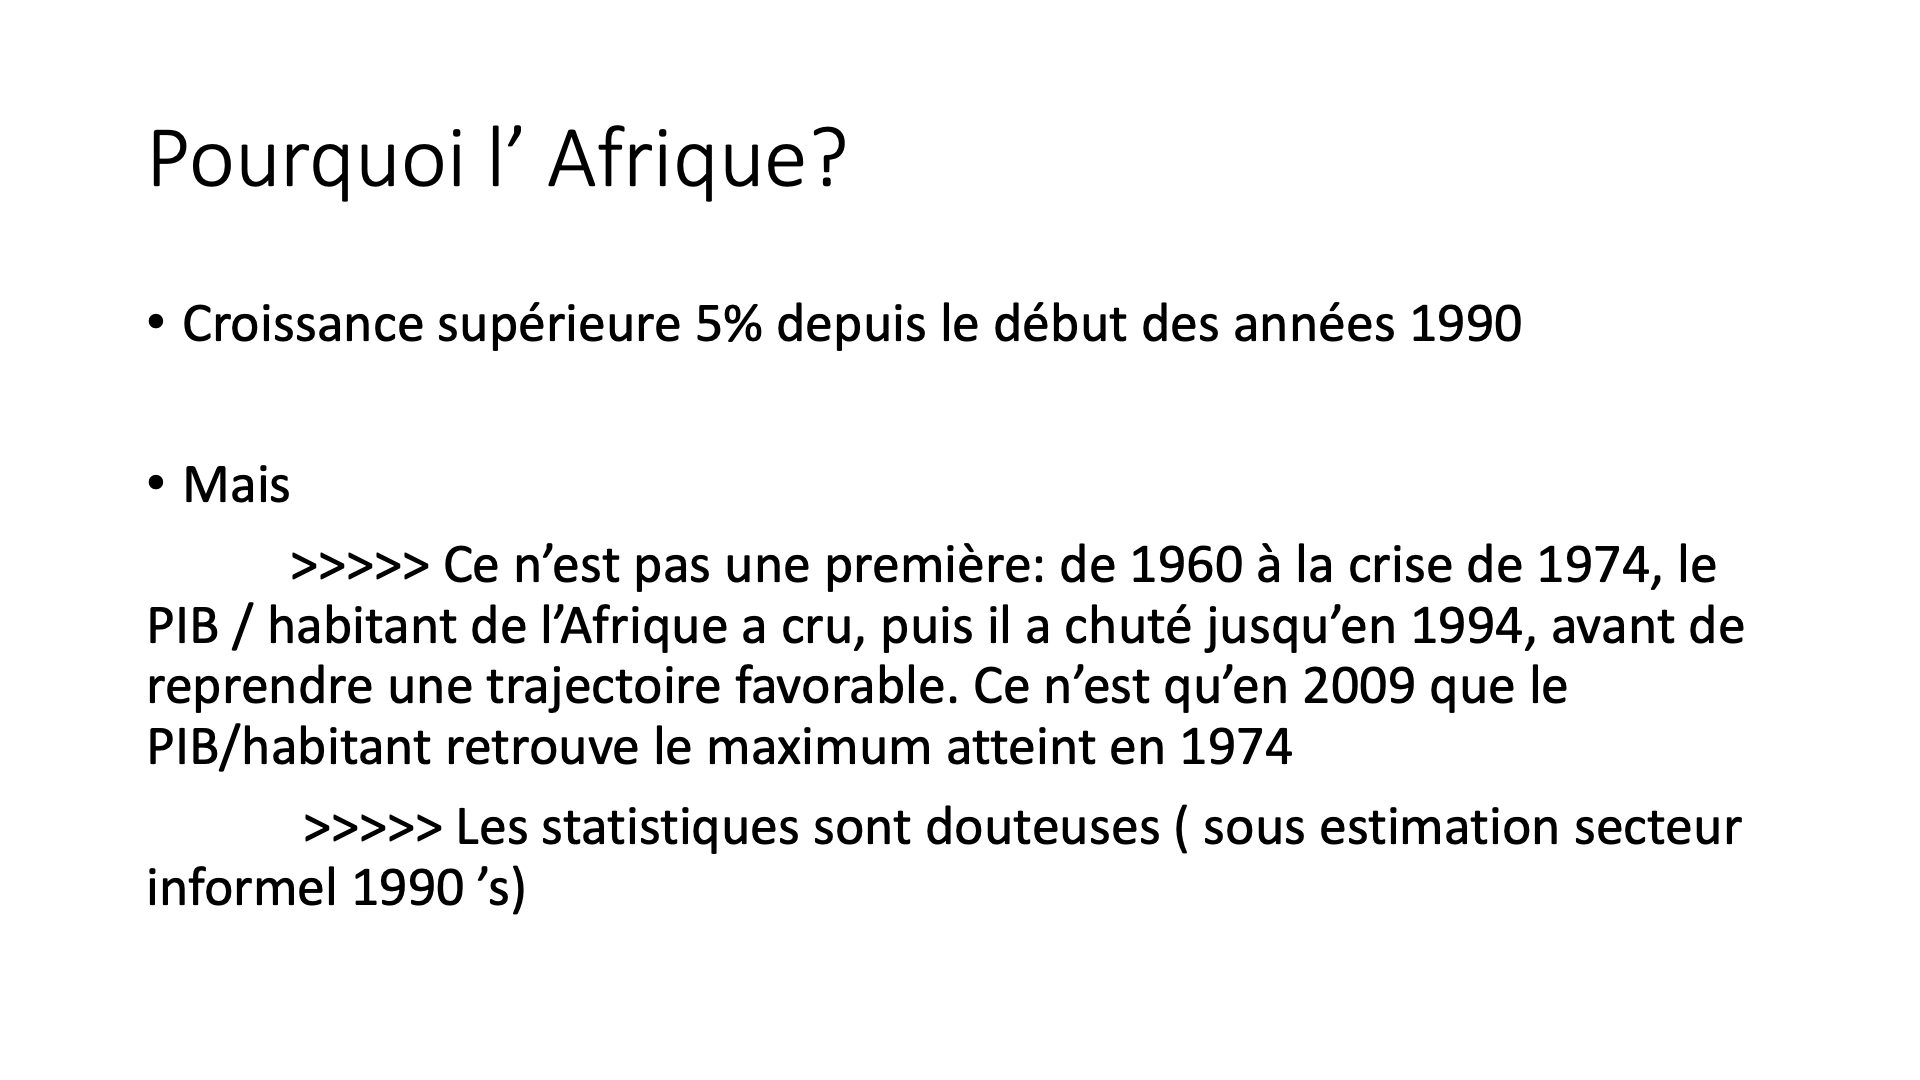 Pourquoi l’ Afrique?
• Croissance supérieure 5% depuis le début des années 1990
• Mais
>>>>> Ce n’est pas une première: de 1960 à la crise de 1974, le
PIB / habitant de l’Afrique a cru, puis il a chuté jusqu’en 1994, avant de
reprendre une trajectoire favorable. Ce n’est qu’en 2009 que le
PIB/habitant retrouve le maximum atteint en 1974
>>>>> Les statistiques sont douteuses ( sous estimation secteur
informel 1990 ’s)